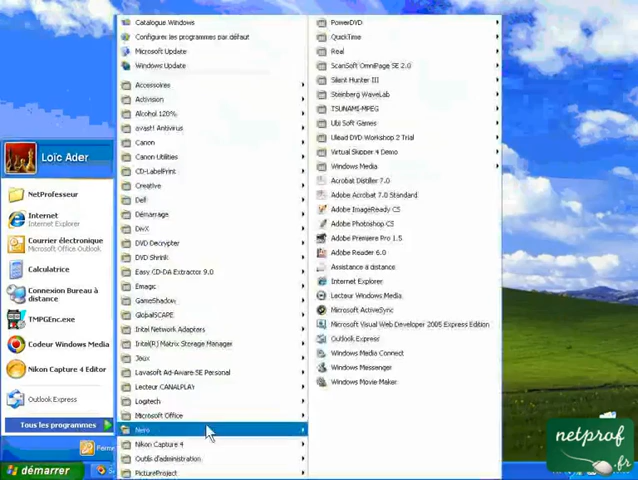 Loïc Ader
NetProfesseur
Internet
Internet Explorer
Courrier électronique
Microsoft Office Outlook
Calculatrice
Connexion Bureau à
distance
TMPGEnc.exe
Codeur Windows Media
Nikon Capture 4 Editor
Outlook Express
Tous les programmes
Ferm
démarrer
S
Catalogue Windows
Configurer les programmes par défaut
Microsoft Update
Windows Update
Accessoires
Activision
Alcohol 120%
avast! Antivirus
Canon
Canon Utilities
CD-LabelPrint
Creative
Dell
Démarrage
DivX
DVD Decrypter
DVD Shrink
Easy CD-DA Extractor 9.0
Emagic
GameShadow
GlobalSCAPE
Intel Network Adapters
Intel(R) Matrix Storage Manager
Jeux
Lavasoft Ad-Aware SE Personal
Lecteur CANALPLAY
Logitech
Microsoft Office
Nero
Nikon Capture 4
Outils d'administration
PictureProject
PowerDVD
QuickTime
Real
ScanSoft OmniPage SE 2.0
Silent Hunter III
Steinberg WaveLab
TSUNAMI-MPEG
Ubi Soft Games
Ulead DVD Workshop 2 Trial
Virtual Skipper 4 Demo
Windows Media
Acrobat Distiller 7.0
Adobe Acrobat 7.0 Standard
Adobe ImageReady CS
Adobe Photoshop CS
Adobe Premiere Pro 1.5
Adobe Reader 6.0
Assistance à distance
Internet Explorer
Lecteur Windows Media
Microsoft ActiveSync
Microsoft Visual Web Developer 2005 Express Edition
Outlook Express
Windows Media Connect
Windows Messenger
Windows Movie Maker
netprof
.fr